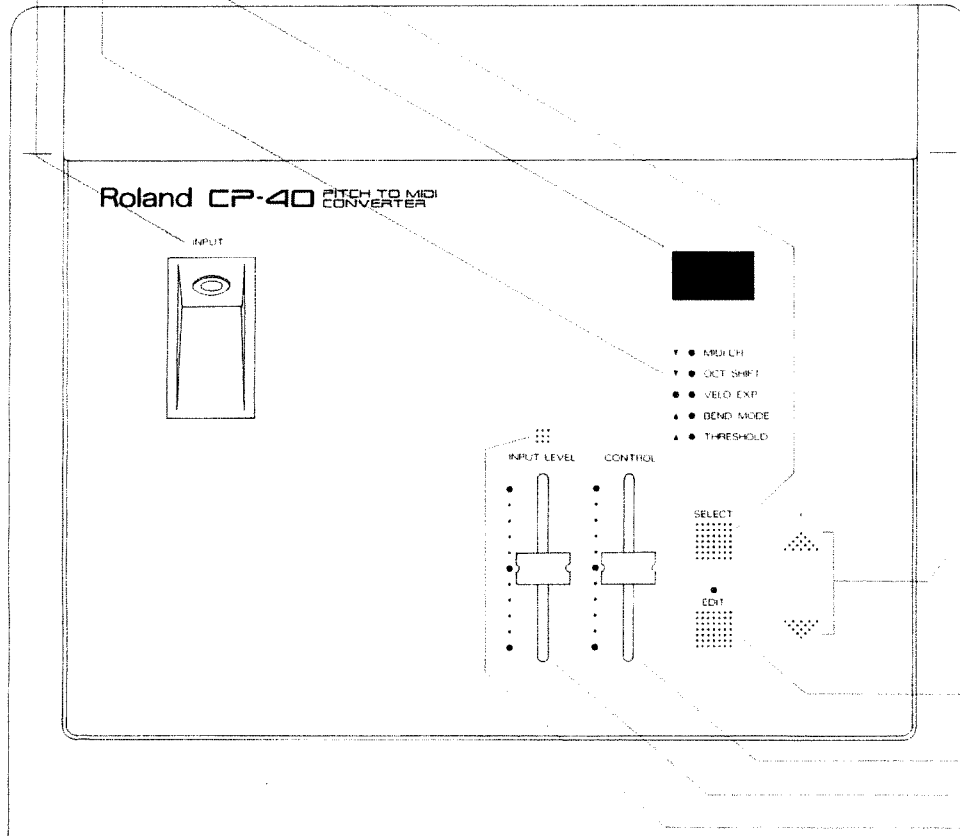 Roland CP-40 PITCH TO MIDI
CONVERTER
INPUT
MIDI CH
OCT SHIFT
VELO EXP
BEND MODE
THRESHOLD
INPUT LEVEL
CONTROL
SELECT
EDIT